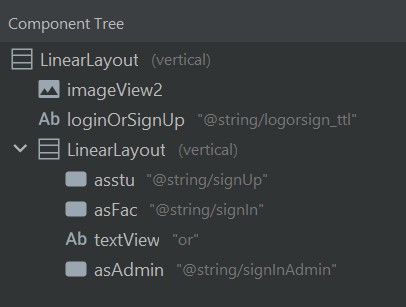 Component Tree
LinearLayout (vertical)
imageView2
Ab loginOrSignUp "@string/logorsign_ttl"
LinearLayout (vertical)
asstu "@string/signUp"
asFac "@string/signIn"
Ab textView "or"
asAdmin "@string/signInAdmin"